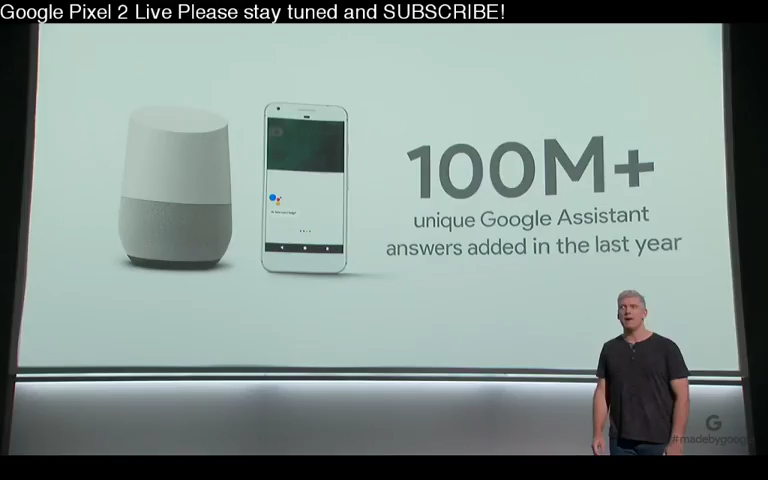 Google Pixel 2 Live Please stay tuned and SUBSCRIBE!
100M+
unique Google Assistant
answers added in the last year
G